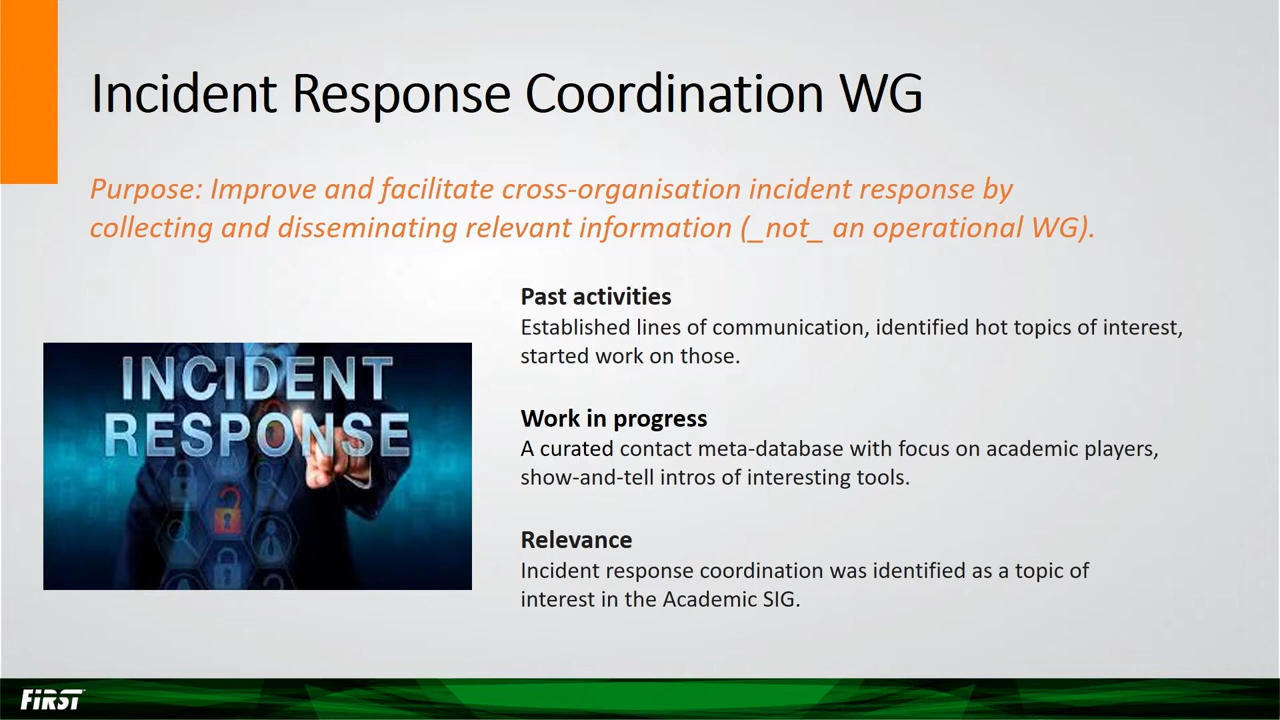 Incident Response Coordination WG
Purpose: Improve and facilitate cross-organisation incident response by
collecting and disseminating relevant information (_not_ an operational WG).
Past activities
Established lines of communication, identified hot topics of interest,
started work on those.
INCIDENT
RESPONSE
Work in progress
A curated contact meta-database with focus on academic players,
show-and-tell intros of interesting tools.
Relevance
Incident response coordination was identified as a topic of
interest in the Academic SIG.
FiRST